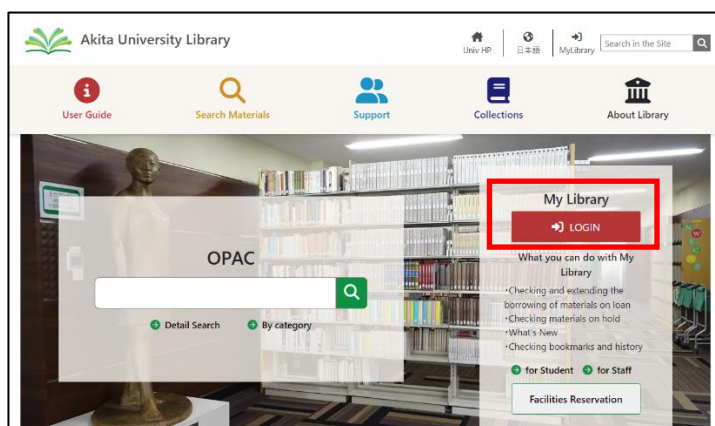 Akita University Library
Univ HP
日本語
MyLibrary
Search in the Site
User Guide
Search Materials
Support
Collections
About Library
OPAC
Detail Search
By category
My Library
LOGIN
What you can do with My
Library
・Checking and extending the
borrowing of materials on loan
・Checking materials on hold
・What's New
・Checking bookmarks and history
for Student for Staff
Facilities Reservation